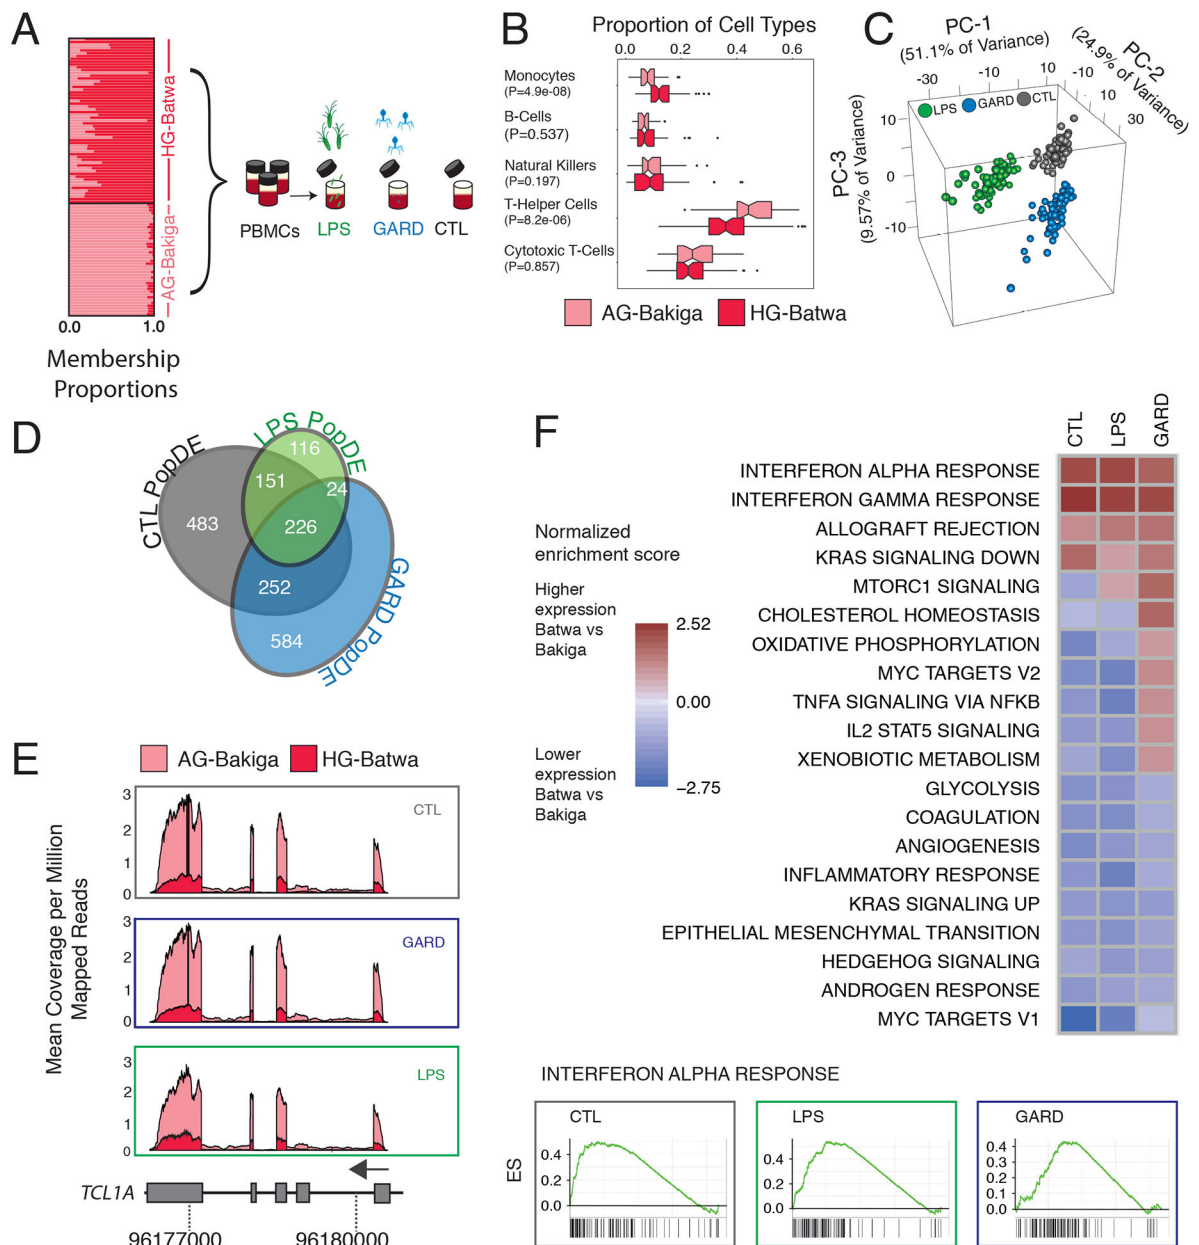 A
HG-Batwa
AG-Bakiga
0.0 1.0
Membership
Proportions
PBMCs
LPS
GARD
CTL
B
Proportion of Cell Types
0.0 0.2 0.4 0.6
Monocytes
(P=4.9e-08)
B-Cells
(P=0.537)
Natural Killers
(P=0.197)
T-Helper Cells
(P=8.2e-06)
Cytotoxic T-Cells
(P=0.857)
AG-Bakiga HG-Batwa
C
PC-1
(51.1% of Variance)
-30 -10 10
PC-2
(24.9% of Variance)
-10 10 30
PC-3
(9.57% of Variance)
10
0
-10
LPS GARD CTL
D
CTL PopDE
LPS PopDE
GARD PopDE
116
151
24
483
226
252
584
E
AG-Bakiga HG-Batwa
Mean Coverage per Million
Mapped Reads
3
2
1
0
CTL
3
2
1
0
GARD
3
2
1
0
LPS
TCL1A
96177000 96180000
F
CTL
LPS
GARD
Normalized
enrichment score
Higher
expression
Batwa vs
Bakiga
2.52
0.00
−2.75
Lower
expression
Batwa vs
Bakiga
INTERFERON ALPHA RESPONSE
INTERFERON GAMMA RESPONSE
ALLOGRAFT REJECTION
KRAS SIGNALING DOWN
MTORC1 SIGNALING
CHOLESTEROL HOMEOSTASIS
OXIDATIVE PHOSPHORYLATION
MYC TARGETS V2
TNFA SIGNALING VIA NFKB
IL2 STAT5 SIGNALING
XENOBIOTIC METABOLISM
GLYCOLYSIS
COAGULATION
ANGIOGENESIS
INFLAMMATORY RESPONSE
KRAS SIGNALING UP
EPITHELIAL MESENCHYMAL TRANSITION
HEDGEHOG SIGNALING
ANDROGEN RESPONSE
MYC TARGETS V1
INTERFERON ALPHA RESPONSE
ES
CTL
0.4
0.2
0.0
LPS
0.4
0.2
0.0
GARD
0.4
0.3
0.2
0.1
0.0